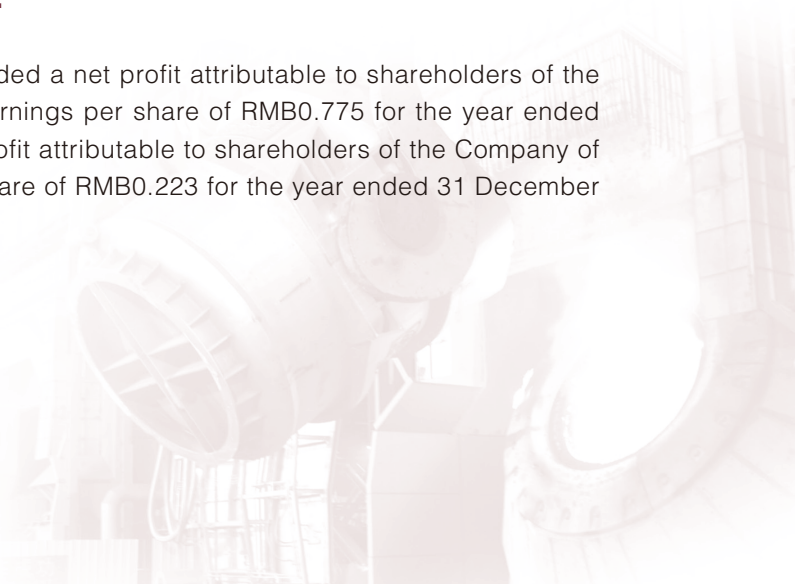 ded a net profit attributable to shareholders of the
rnings per share of RMB0.775 for the year ended
ofit attributable to shareholders of the Company of
are of RMB0.223 for the year ended 31 December